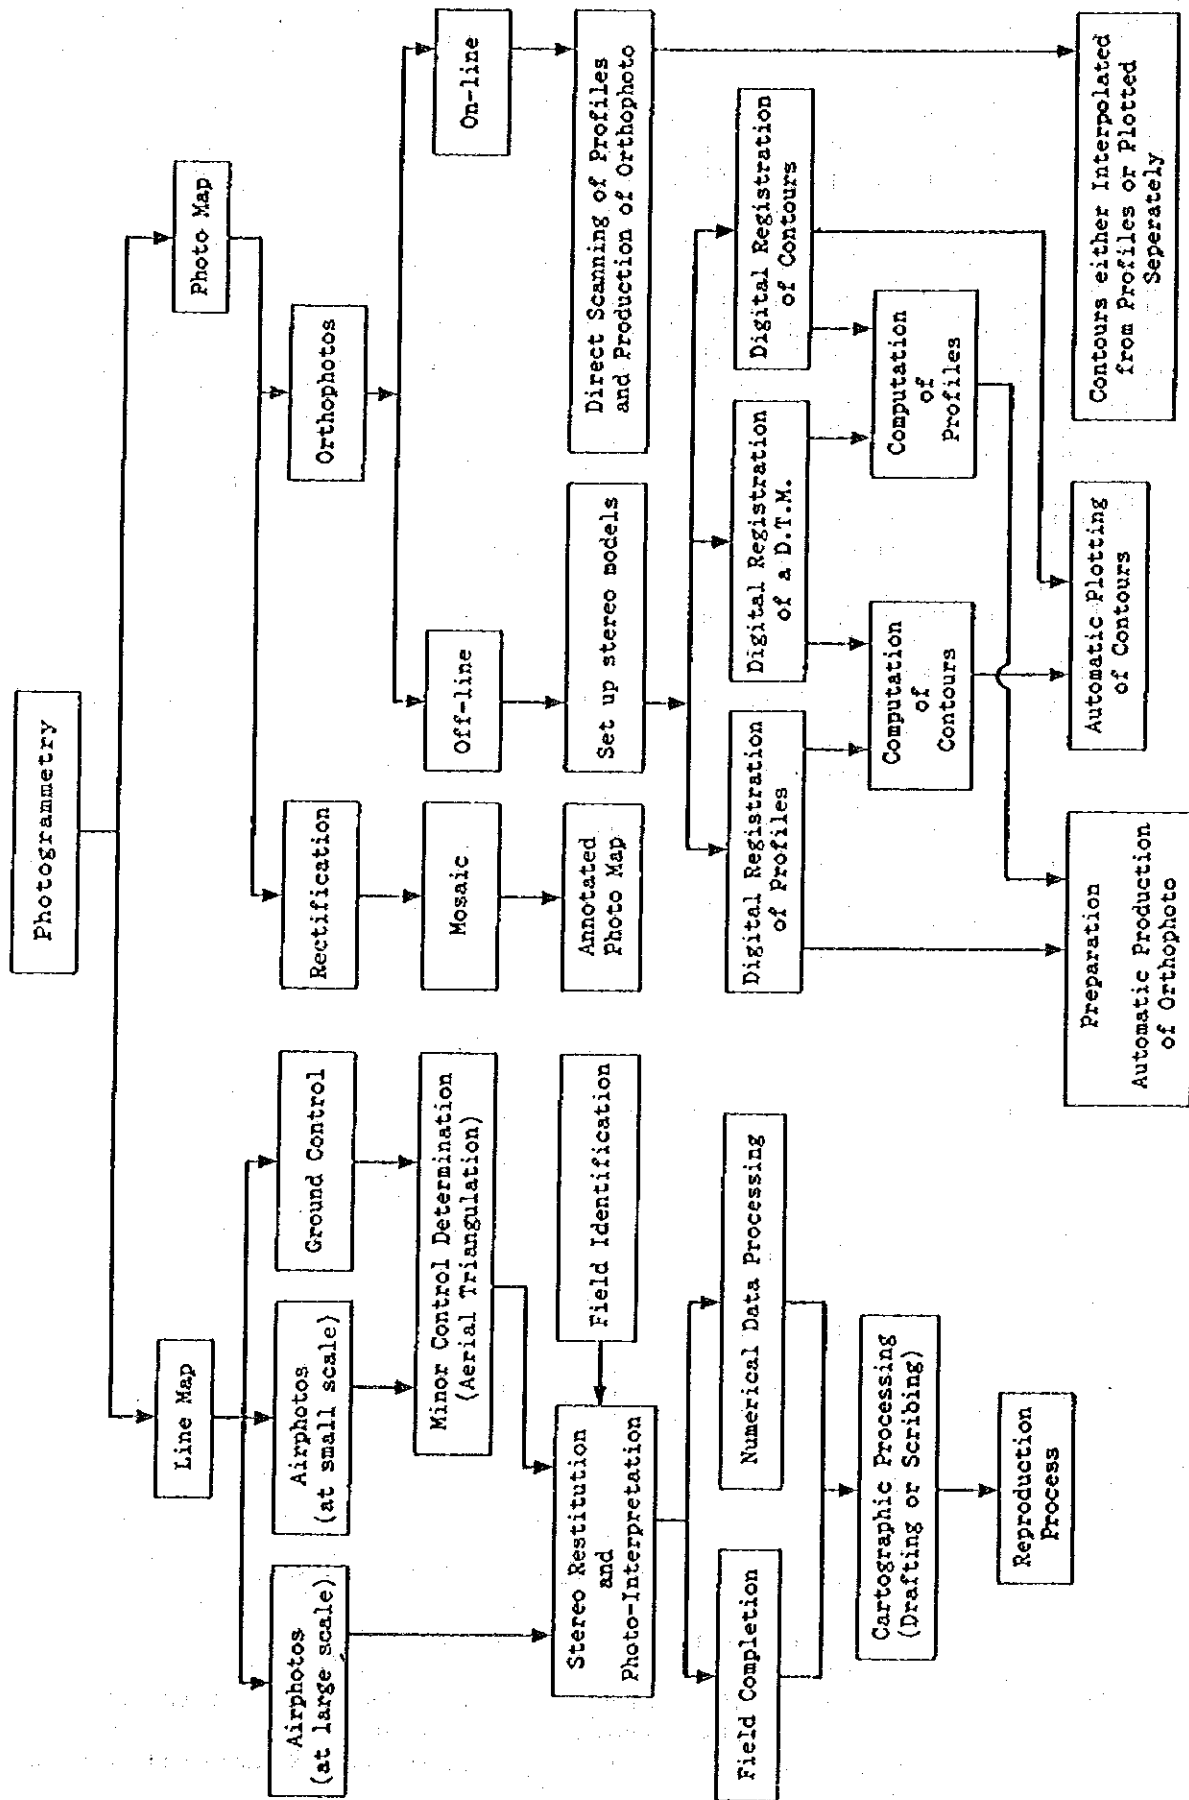 Photogrammetry
Line Map
Photo Map
Airphotos
(at large scale)
Airphotos
(at small scale)
Ground Control
Rectification
Orthophotos
Minor Control Determination
(Aerial Triangulation)
Mosaic
Off-line
On-line
Stereo Restitution
and
Photo-Interpretation
Field Identification
Annotated
Photo Map
Set up stereo models
Direct Scanning of Profiles
and Production of Orthophoto
Field Completion
Numerical Data Processing
Digital Registration
of Profiles
Digital Registration
of a D.T.M.
Digital Registration
of Contours
Cartographic Processing
(Drafting or Scribing)
Computation
of
Contours
Computation
of
Profiles
Reproduction
Process
Preparation
Automatic Production
of Orthophoto
Automatic Plotting
of Contours
Contours either Interpolated
from Profiles or Plotted
Seperately